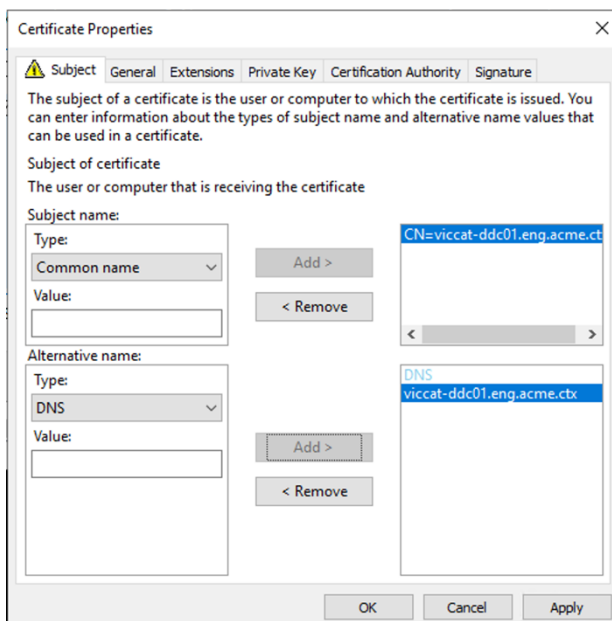 Certificate Properties
Subject General Extensions Private Key Certification Authority Signature
The subject of a certificate is the user or computer to which the certificate is issued. You
can enter information about the types of subject name and alternative name values that
can be used in a certificate.
Subject of certificate
The user or computer that is receiving the certificate
Subject name:
Type:
Common name
Value:
Add >
< Remove
CN=viccat-ddc01.eng.acme.ct
Alternative name:
Type:
DNS
Value:
Add >
< Remove
DNS
viccat-ddc01.eng.acme.ctx
OK Cancel Apply